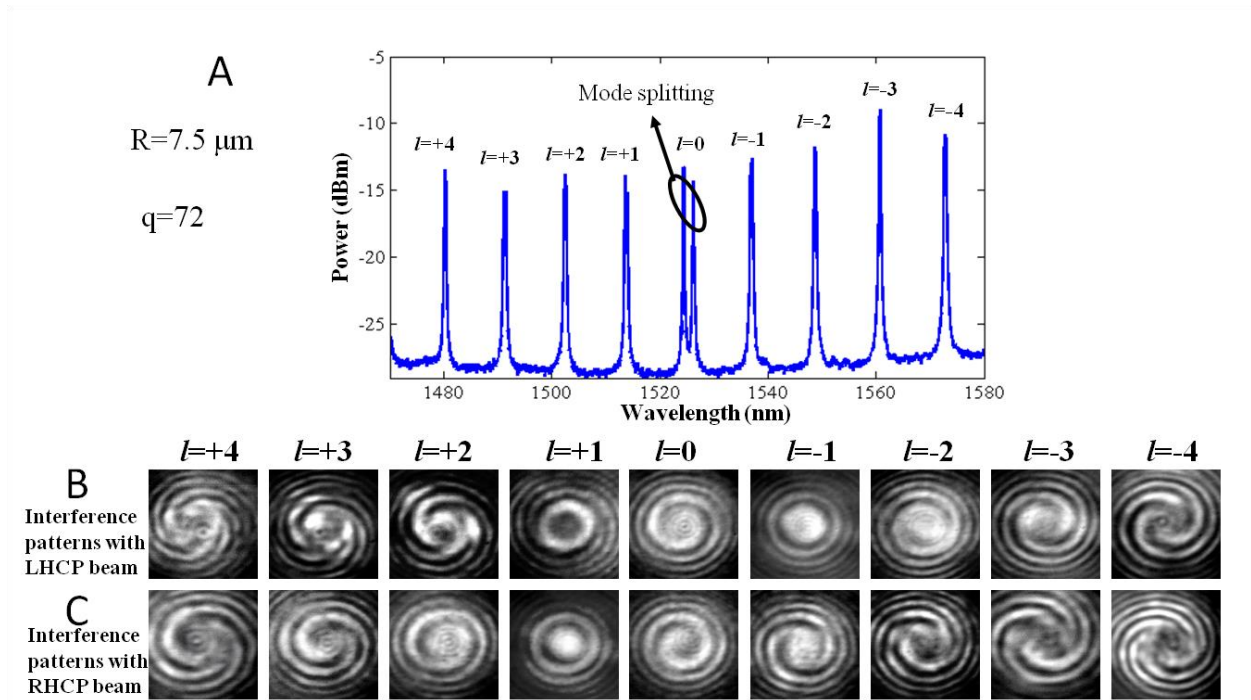 A
R=7.5 μm
q=72
Mode splitting
l=+4
l=+3
l=+2
l=+1
l=0
l=-1
l=-2
l=-3
l=-4
Power (dBm)
-5
-10
-15
-20
-25
1480 1500 1520 1540 1560 1580
Wavelength (nm)
l=+4 l=+3 l=+2 l=+1 l=0 l=-1 l=-2 l=-3 l=-4
B
Interference
patterns with
LHCP beam
C
Interference
patterns with
RHCP beam